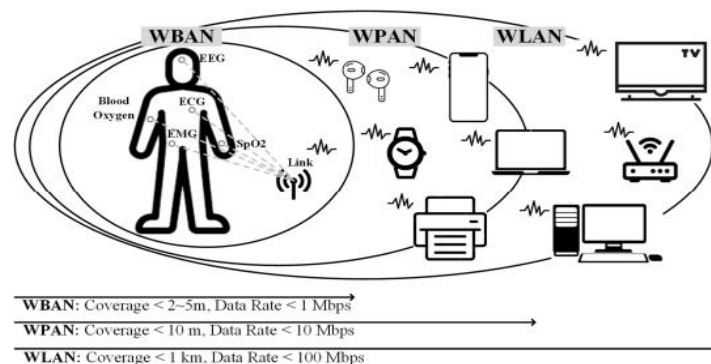 WBAN
WPAN
WLAN
EEG
TV
Blood
Oxygen
ECG
EMG
SpO2
Link
WBAN: Coverage < 2~5m, Data Rate < 1 Mbps
WPAN: Coverage < 10 m, Data Rate < 10 Mbps
WLAN: Coverage < 1 km, Data Rate < 100 Mbps